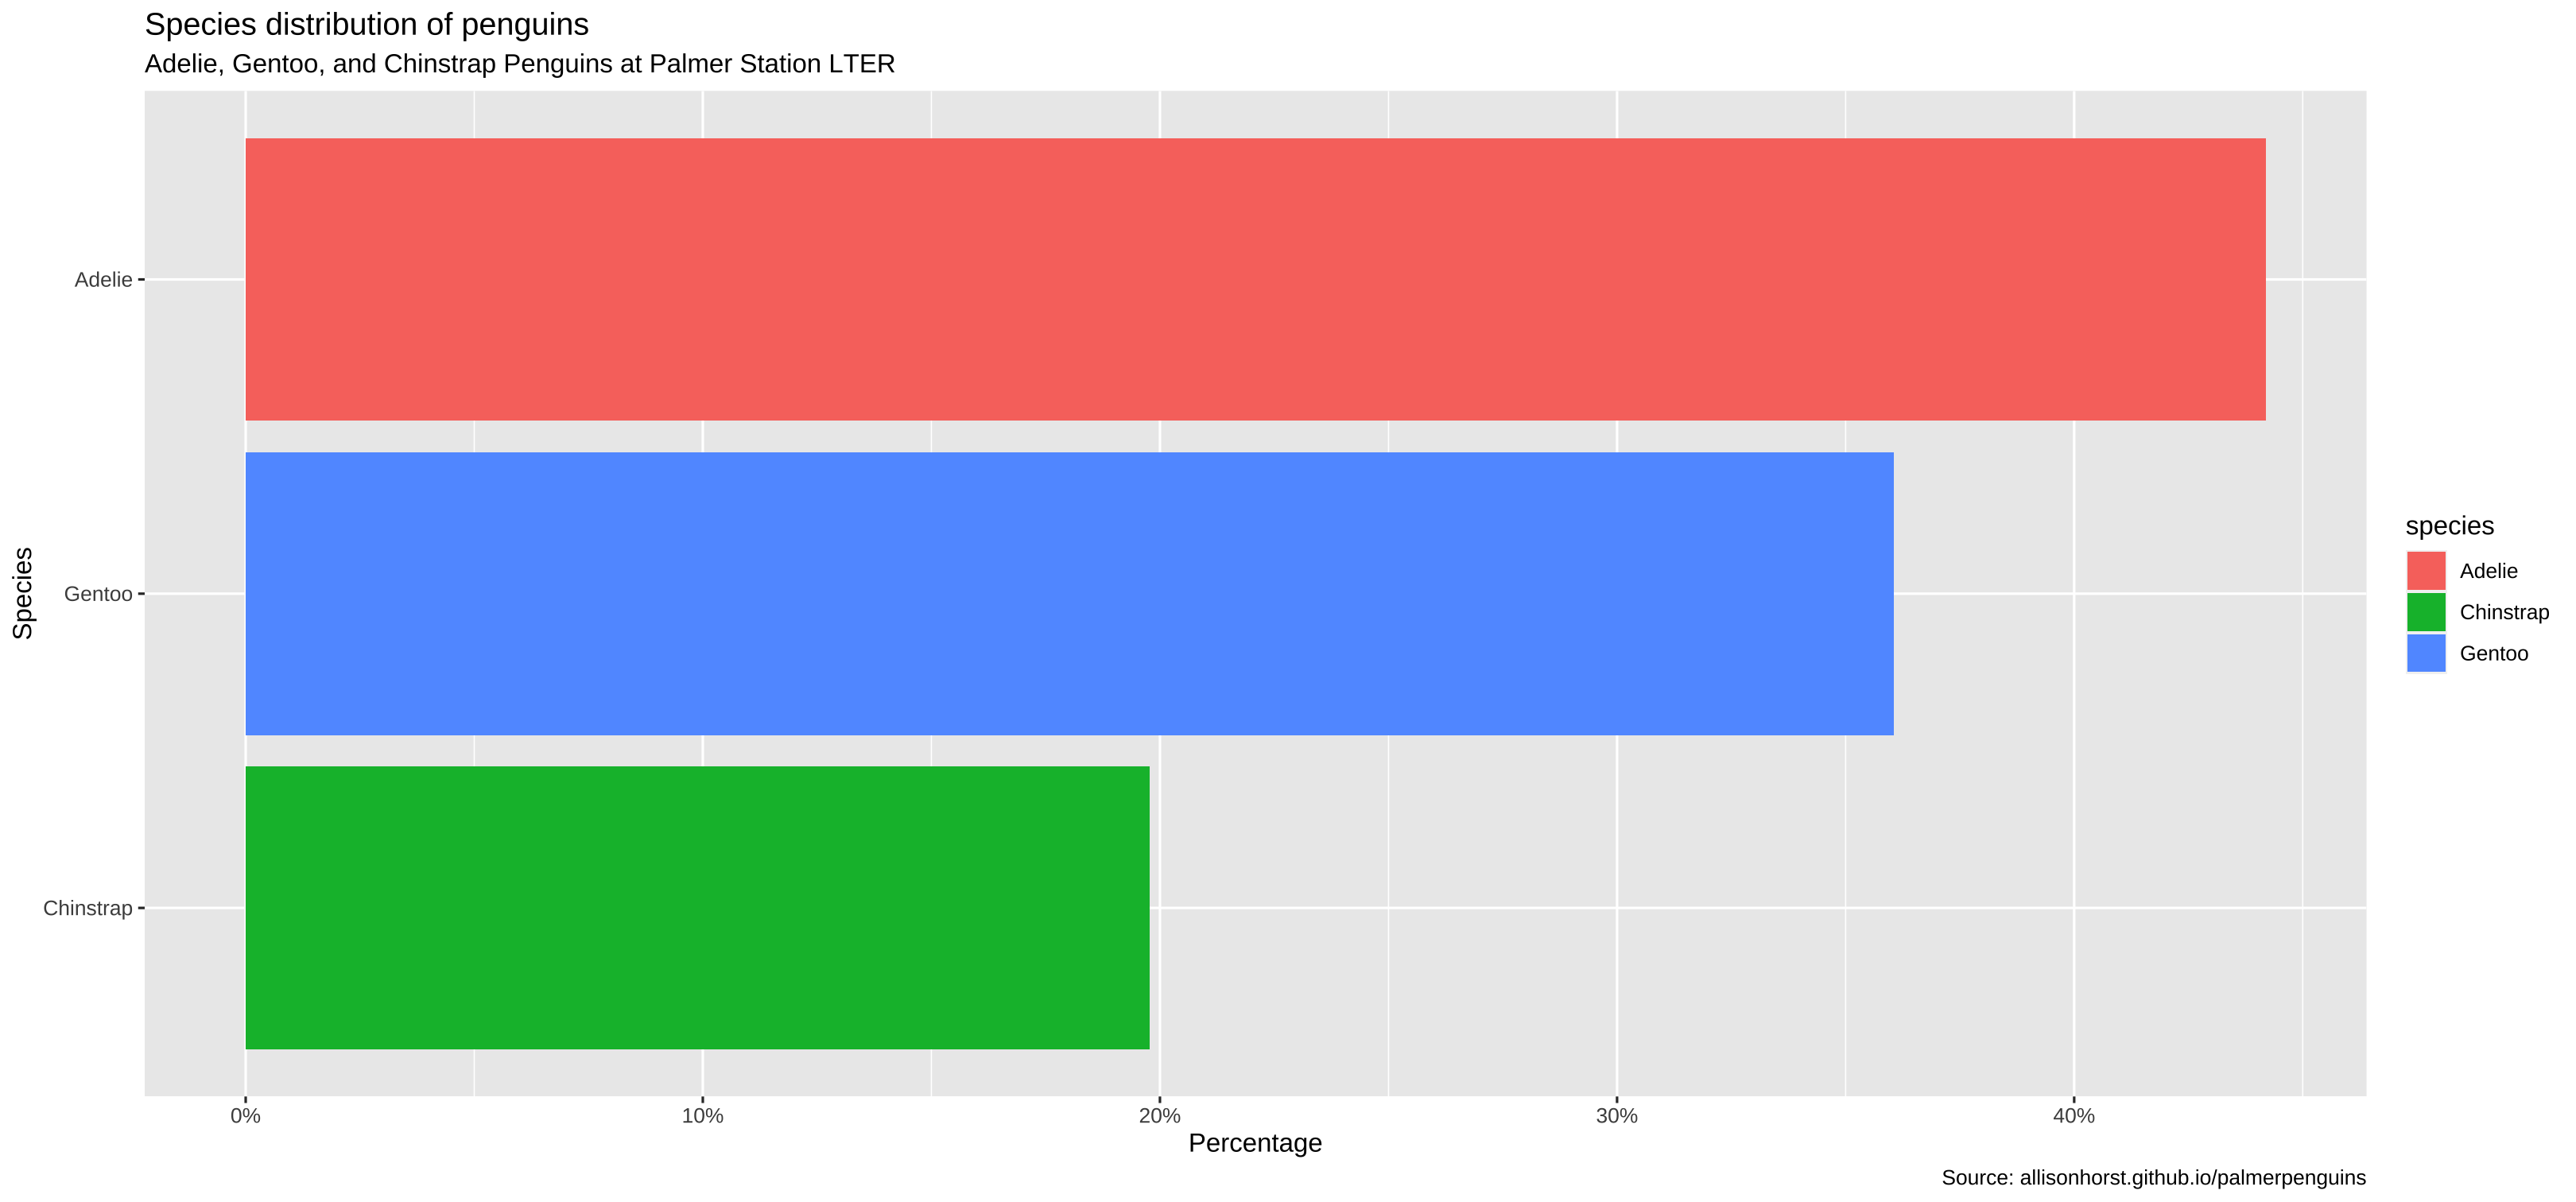 Species distribution of penguins
Adelie, Gentoo, and Chinstrap Penguins at Palmer Station LTER
Species
Adelie
Gentoo
Chinstrap
0% 10% 20% 30% 40%
Percentage
species
Adelie
Chinstrap
Gentoo
Source: allisonhorst.github.io/palmerpenguins